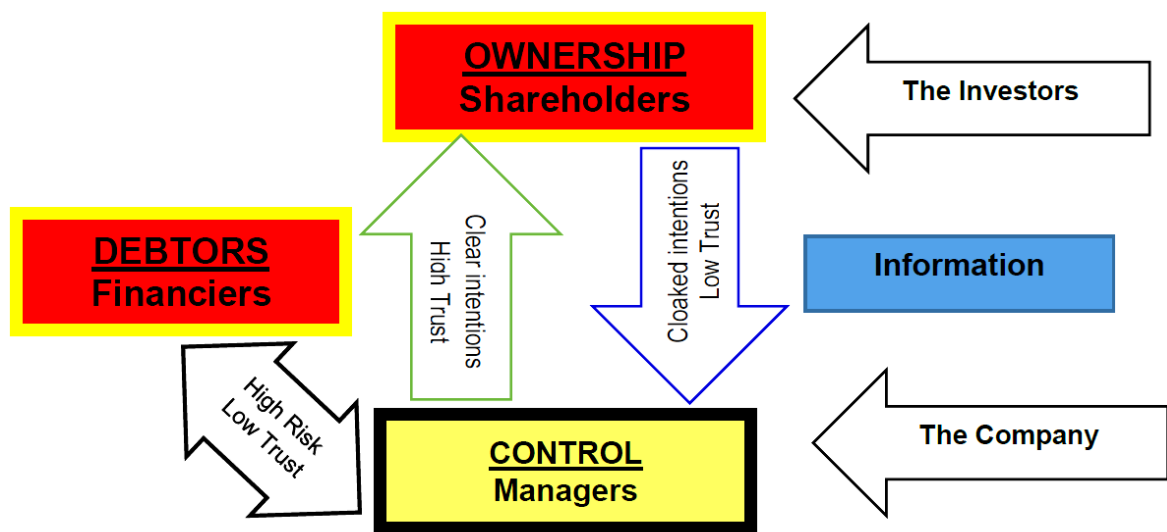 OWNERSHIP
Shareholders
The Investors
DEBTORS
Financiers
Clear intentions
High Trust
Cloaked intentions
Low Trust
Information
High Risk
Low Trust
CONTROL
Managers
The Company